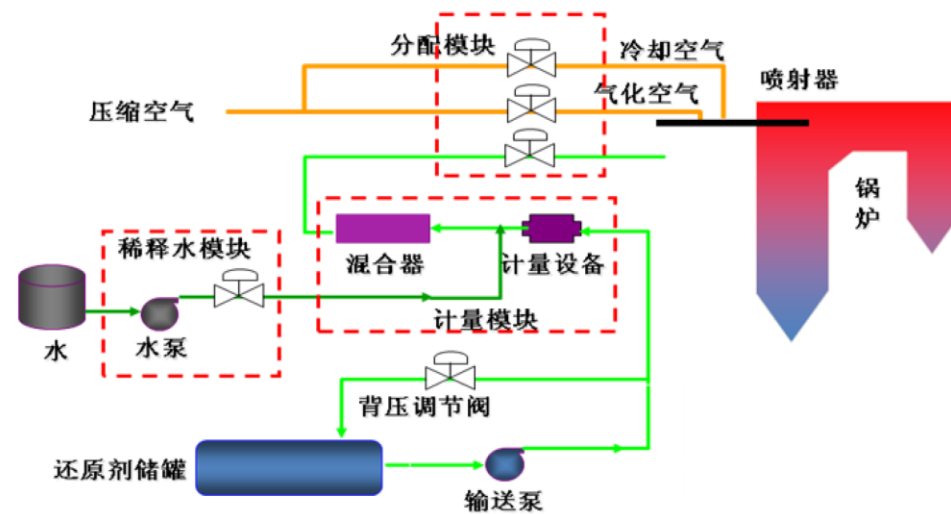 分配模块
冷却空气
喷射器
压缩空气
气化空气
锅
炉
稀释水模块
混合器
计量设备
计量模块
水
水泵
背压调节阀
还原剂储罐
输送泵